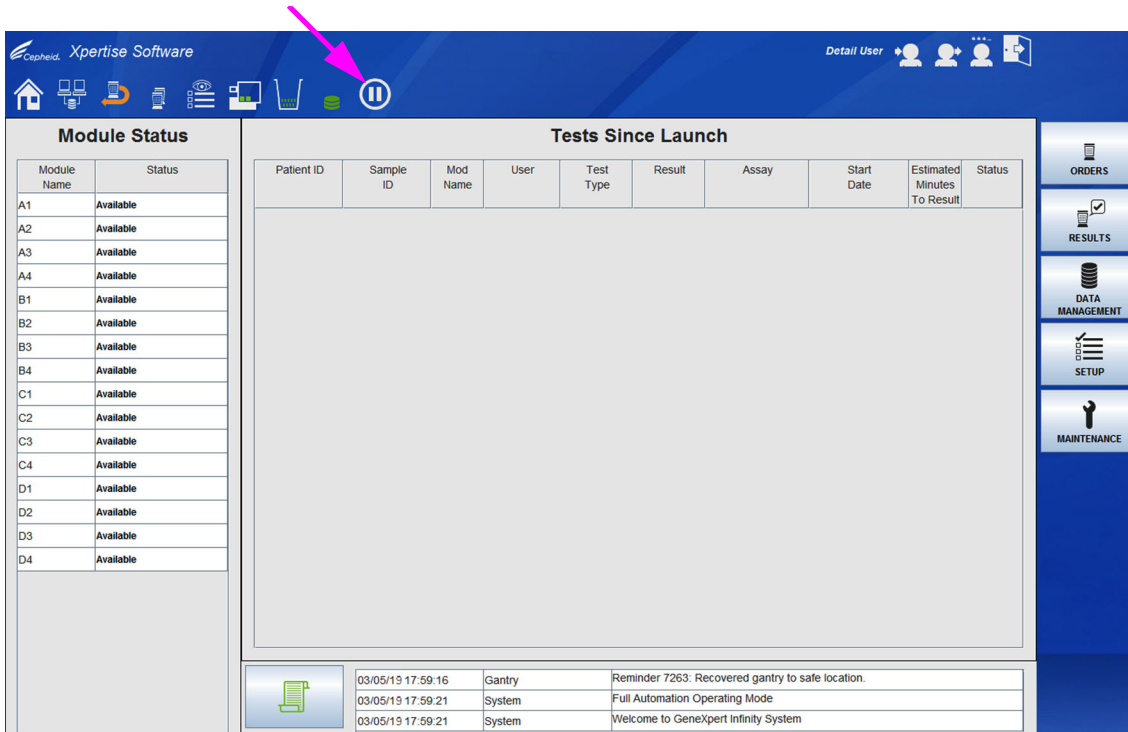 Cepheid. Xpertise Software
Detail User
Module Status
Module Name Status
A1 Available
A2 Available
A3 Available
A4 Available
B1 Available
B2 Available
B3 Available
B4 Available
C1 Available
C2 Available
C3 Available
C4 Available
D1 Available
D2 Available
D3 Available
D4 Available
Tests Since Launch
Patient ID Sample ID Mod Name User Test Type Result Assay Start Date Estimated Minutes To Result Status
03/05/19 17:59:16 Gantry Reminder 7263: Recovered gantry to safe location.
03/05/19 17:59:21 System Full Automation Operating Mode
03/05/19 17:59:21 System Welcome to GeneXpert Infinity System
ORDERS
RESULTS
DATA
MANAGEMENT
SETUP
MAINTENANCE